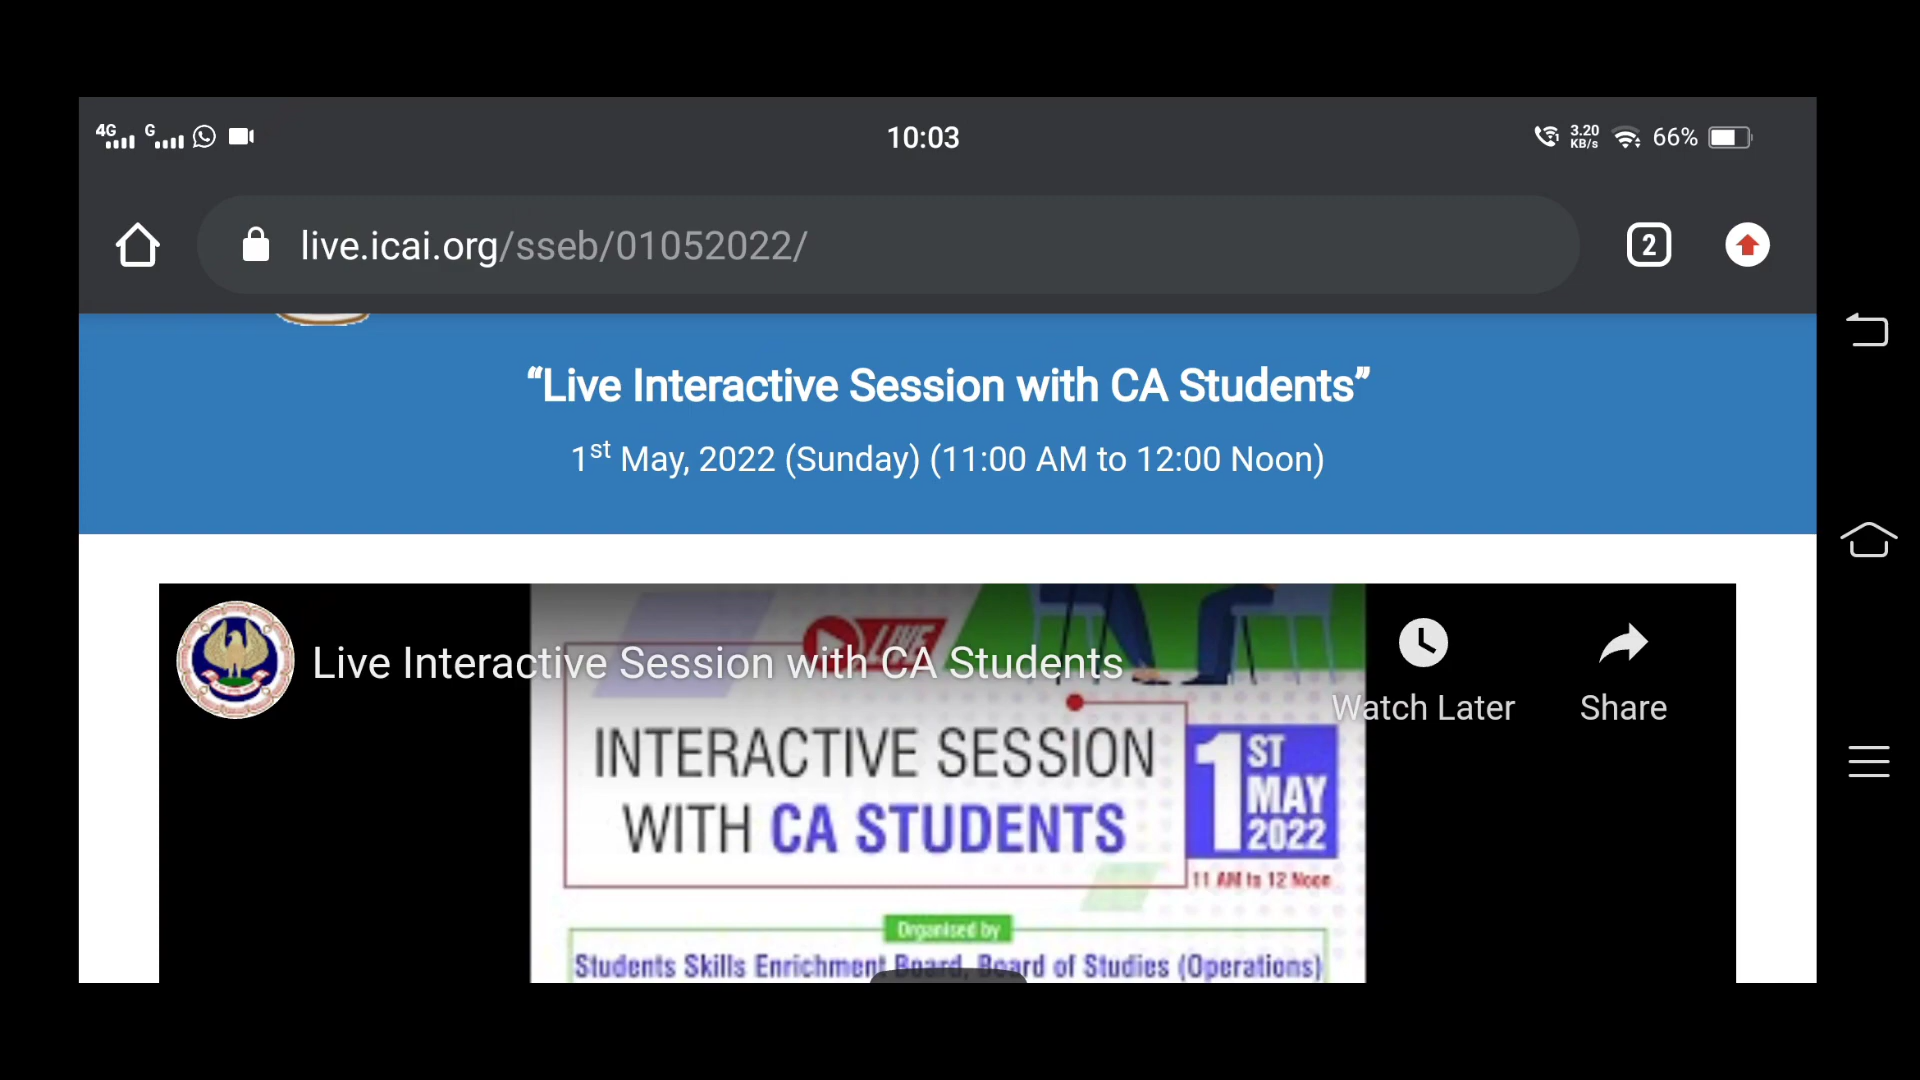 4G G 10:03 3.20 KB/s 66%
live.icai.org/sseb/01052022/ 2
“Live Interactive Session with CA Students”
1st May, 2022 (Sunday) (11:00 AM to 12:00 Noon)
LIVE
Live Interactive Session with CA Students
Watch Later Share
INTERACTIVE SESSION
WITH CA STUDENTS
1ST
MAY
2022
11 AM to 12 Noon
Organised by
Students Skills Enrichment Board, Board of Studies (Operations)